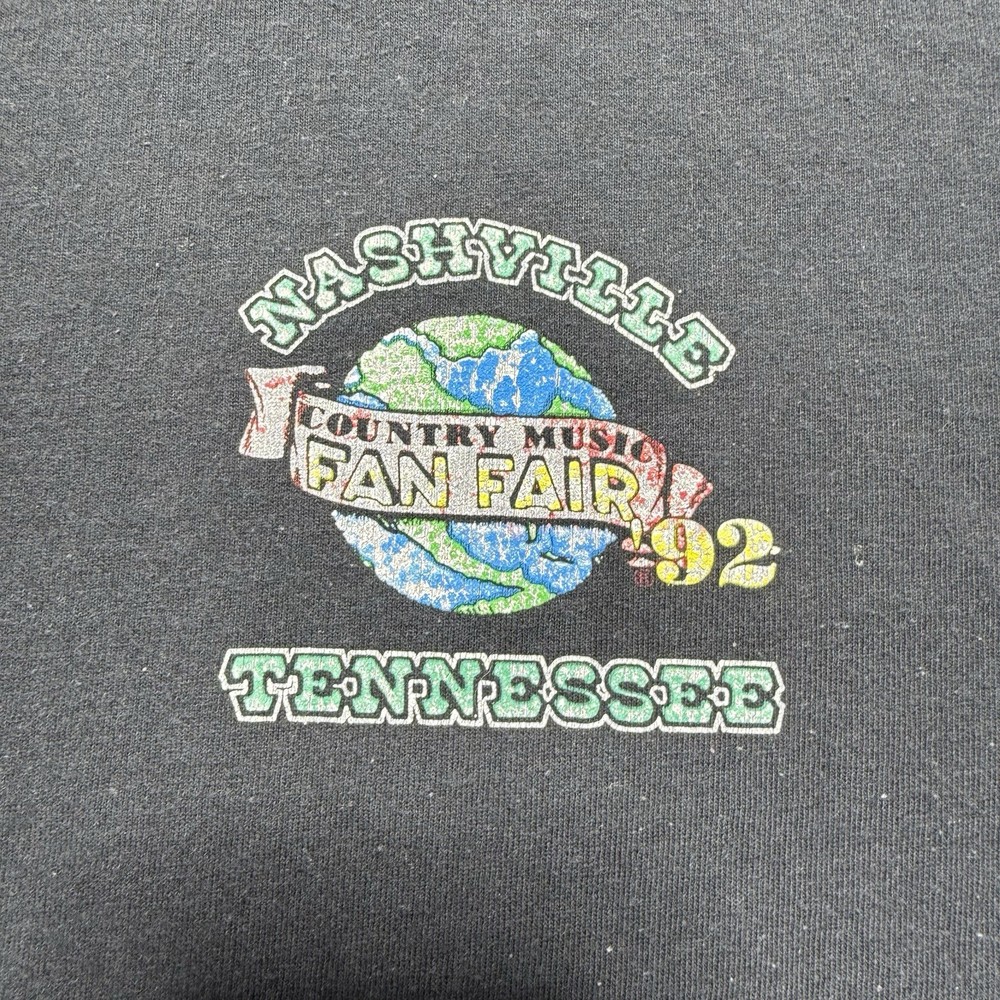 NASHVILLE
COUNTRY MUSIC
FAN FAIR
® '92
TENNESSEE